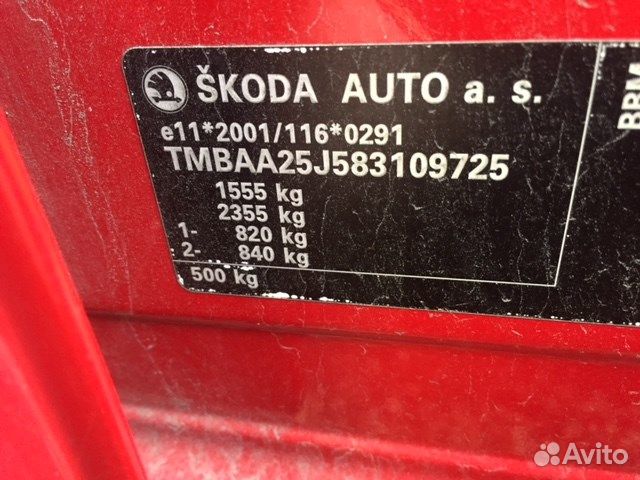 ŠKODA AUTO a. s.
e11*2001/116*0291
TMBAA25J583109725
1555 kg
2355 kg
1- 820 kg
2- 840 kg
500 kg
BBM
Avito